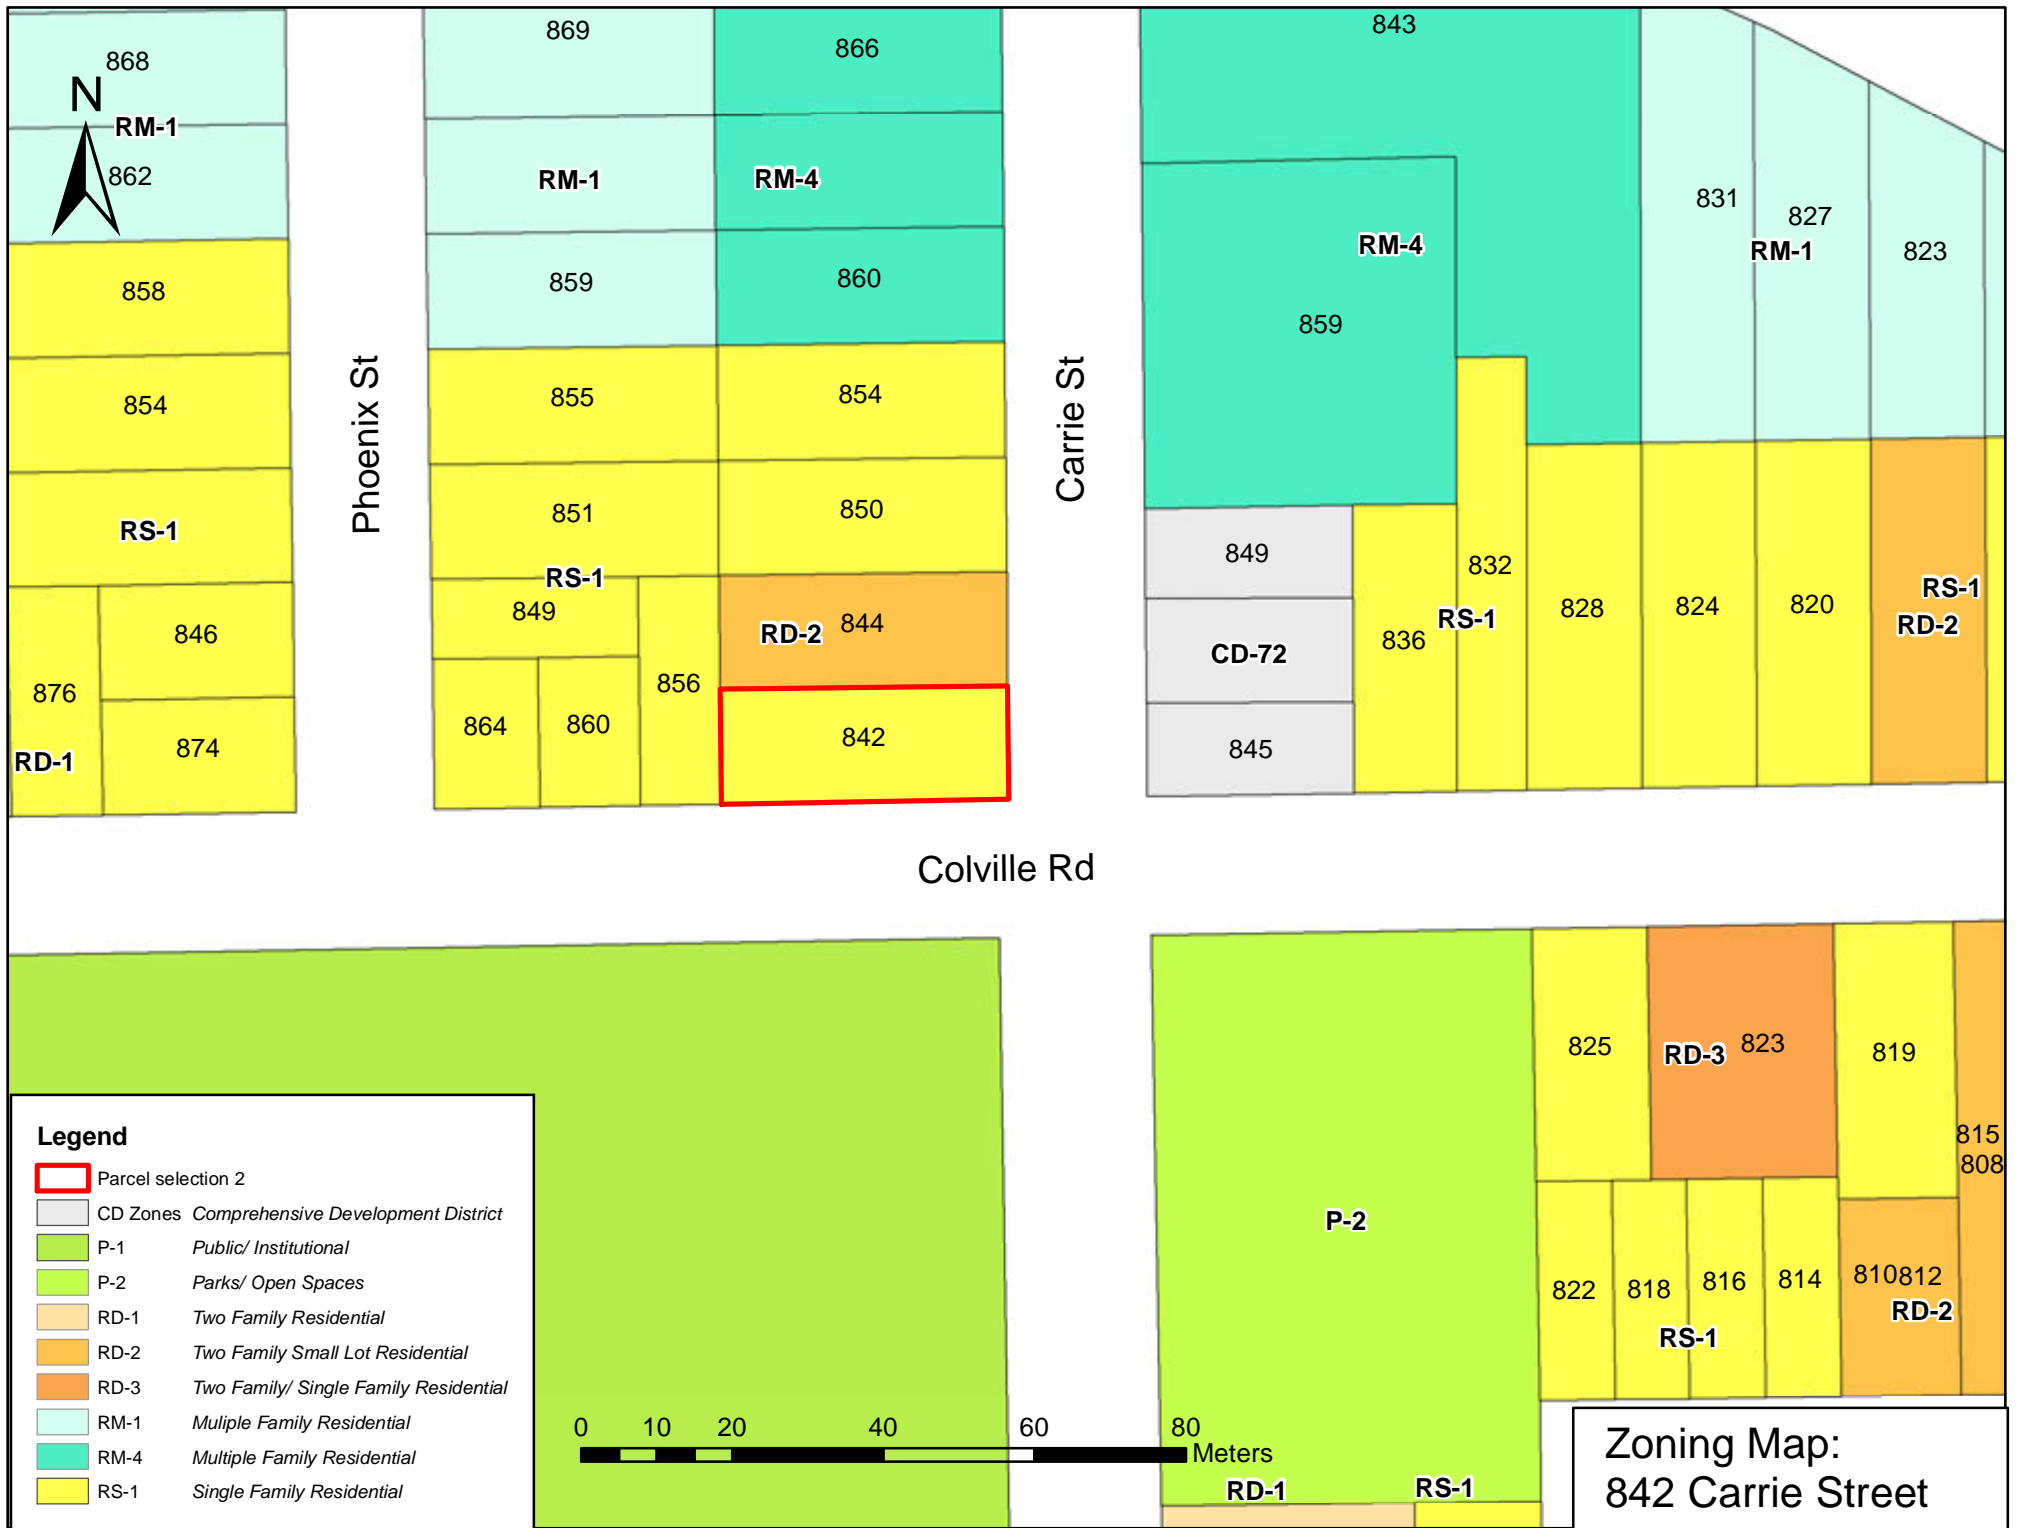 868
869
866
843
N
RM-1
862
RM-1
RM-4
831
827
RM-1
823
RM-4
859
860
859
858
854
RS-1
846
876
874
RD-1
Phoenix St
855
854
851
850
RS-1
849
RD-2 844
856
864
860
842
Carrie St
849
CD-72
845
832
RS-1
836
828
824
820
RS-1
RD-2
Colville Rd
825
RD-3 823
819
815
808
P-2
822
818
816
814
810 812
RD-2
RS-1
Legend
Parcel selection 2
CD Zones Comprehensive Development District
P-1 Public/ Institutional
P-2 Parks/ Open Spaces
RD-1 Two Family Residential
RD-2 Two Family Small Lot Residential
RD-3 Two Family/ Single Family Residential
RM-1 Muliple Family Residential
RM-4 Multiple Family Residential
RS-1 Single Family Residential
0 10 20 40 60 80
Meters
RD-1
RS-1
Zoning Map:
842 Carrie Street